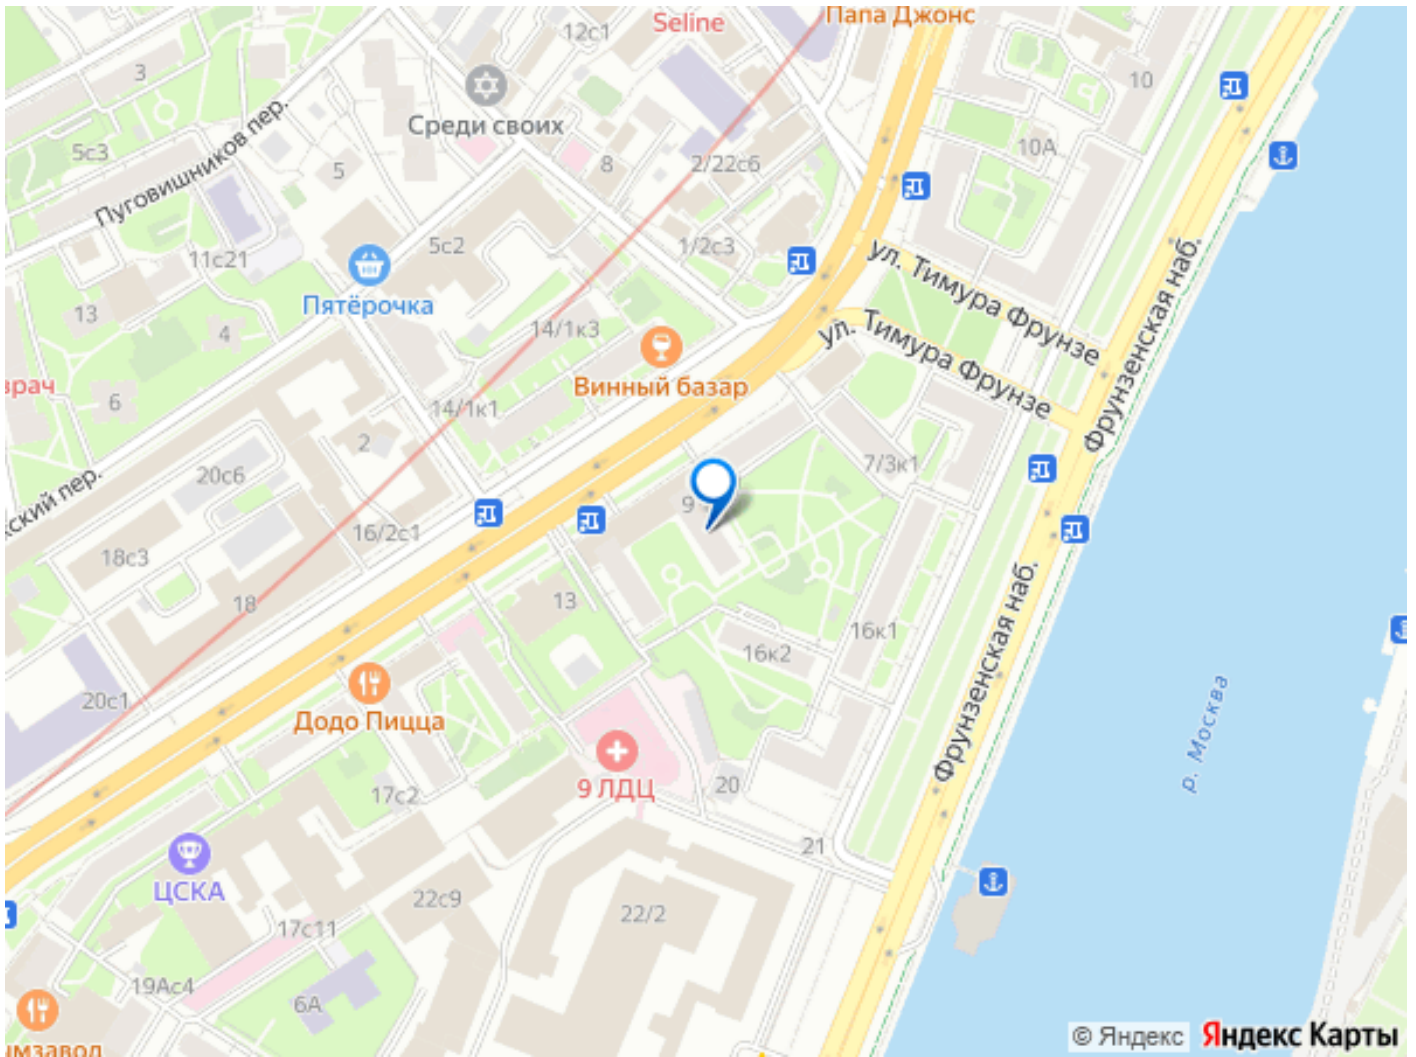 Папа Джонс
Seline
12с1
3
10
Среди своих
Пуговишников пер.
5с3
5
8
2/22с6
10А
5с2
1/2с3
11с21
Пятёрочка
ул. Тимура Фрунзе
Фрунзенская наб.
13
4
14/1к3
ул. Тимура Фрунзе
Винный базар
врач
6
14/1к1
2
7/3к1
20с6
9
ский пер.
16/2с1
18с3
18
13
16к1
16к2
Фрунзенская наб.
20с1
Додо Пицца
р. Москва
9 ЛДЦ
20
17с2
21
ЦСКА
22с9
22/2
17с11
19Ас4
6А
© Яндекс
Яндекс Карты